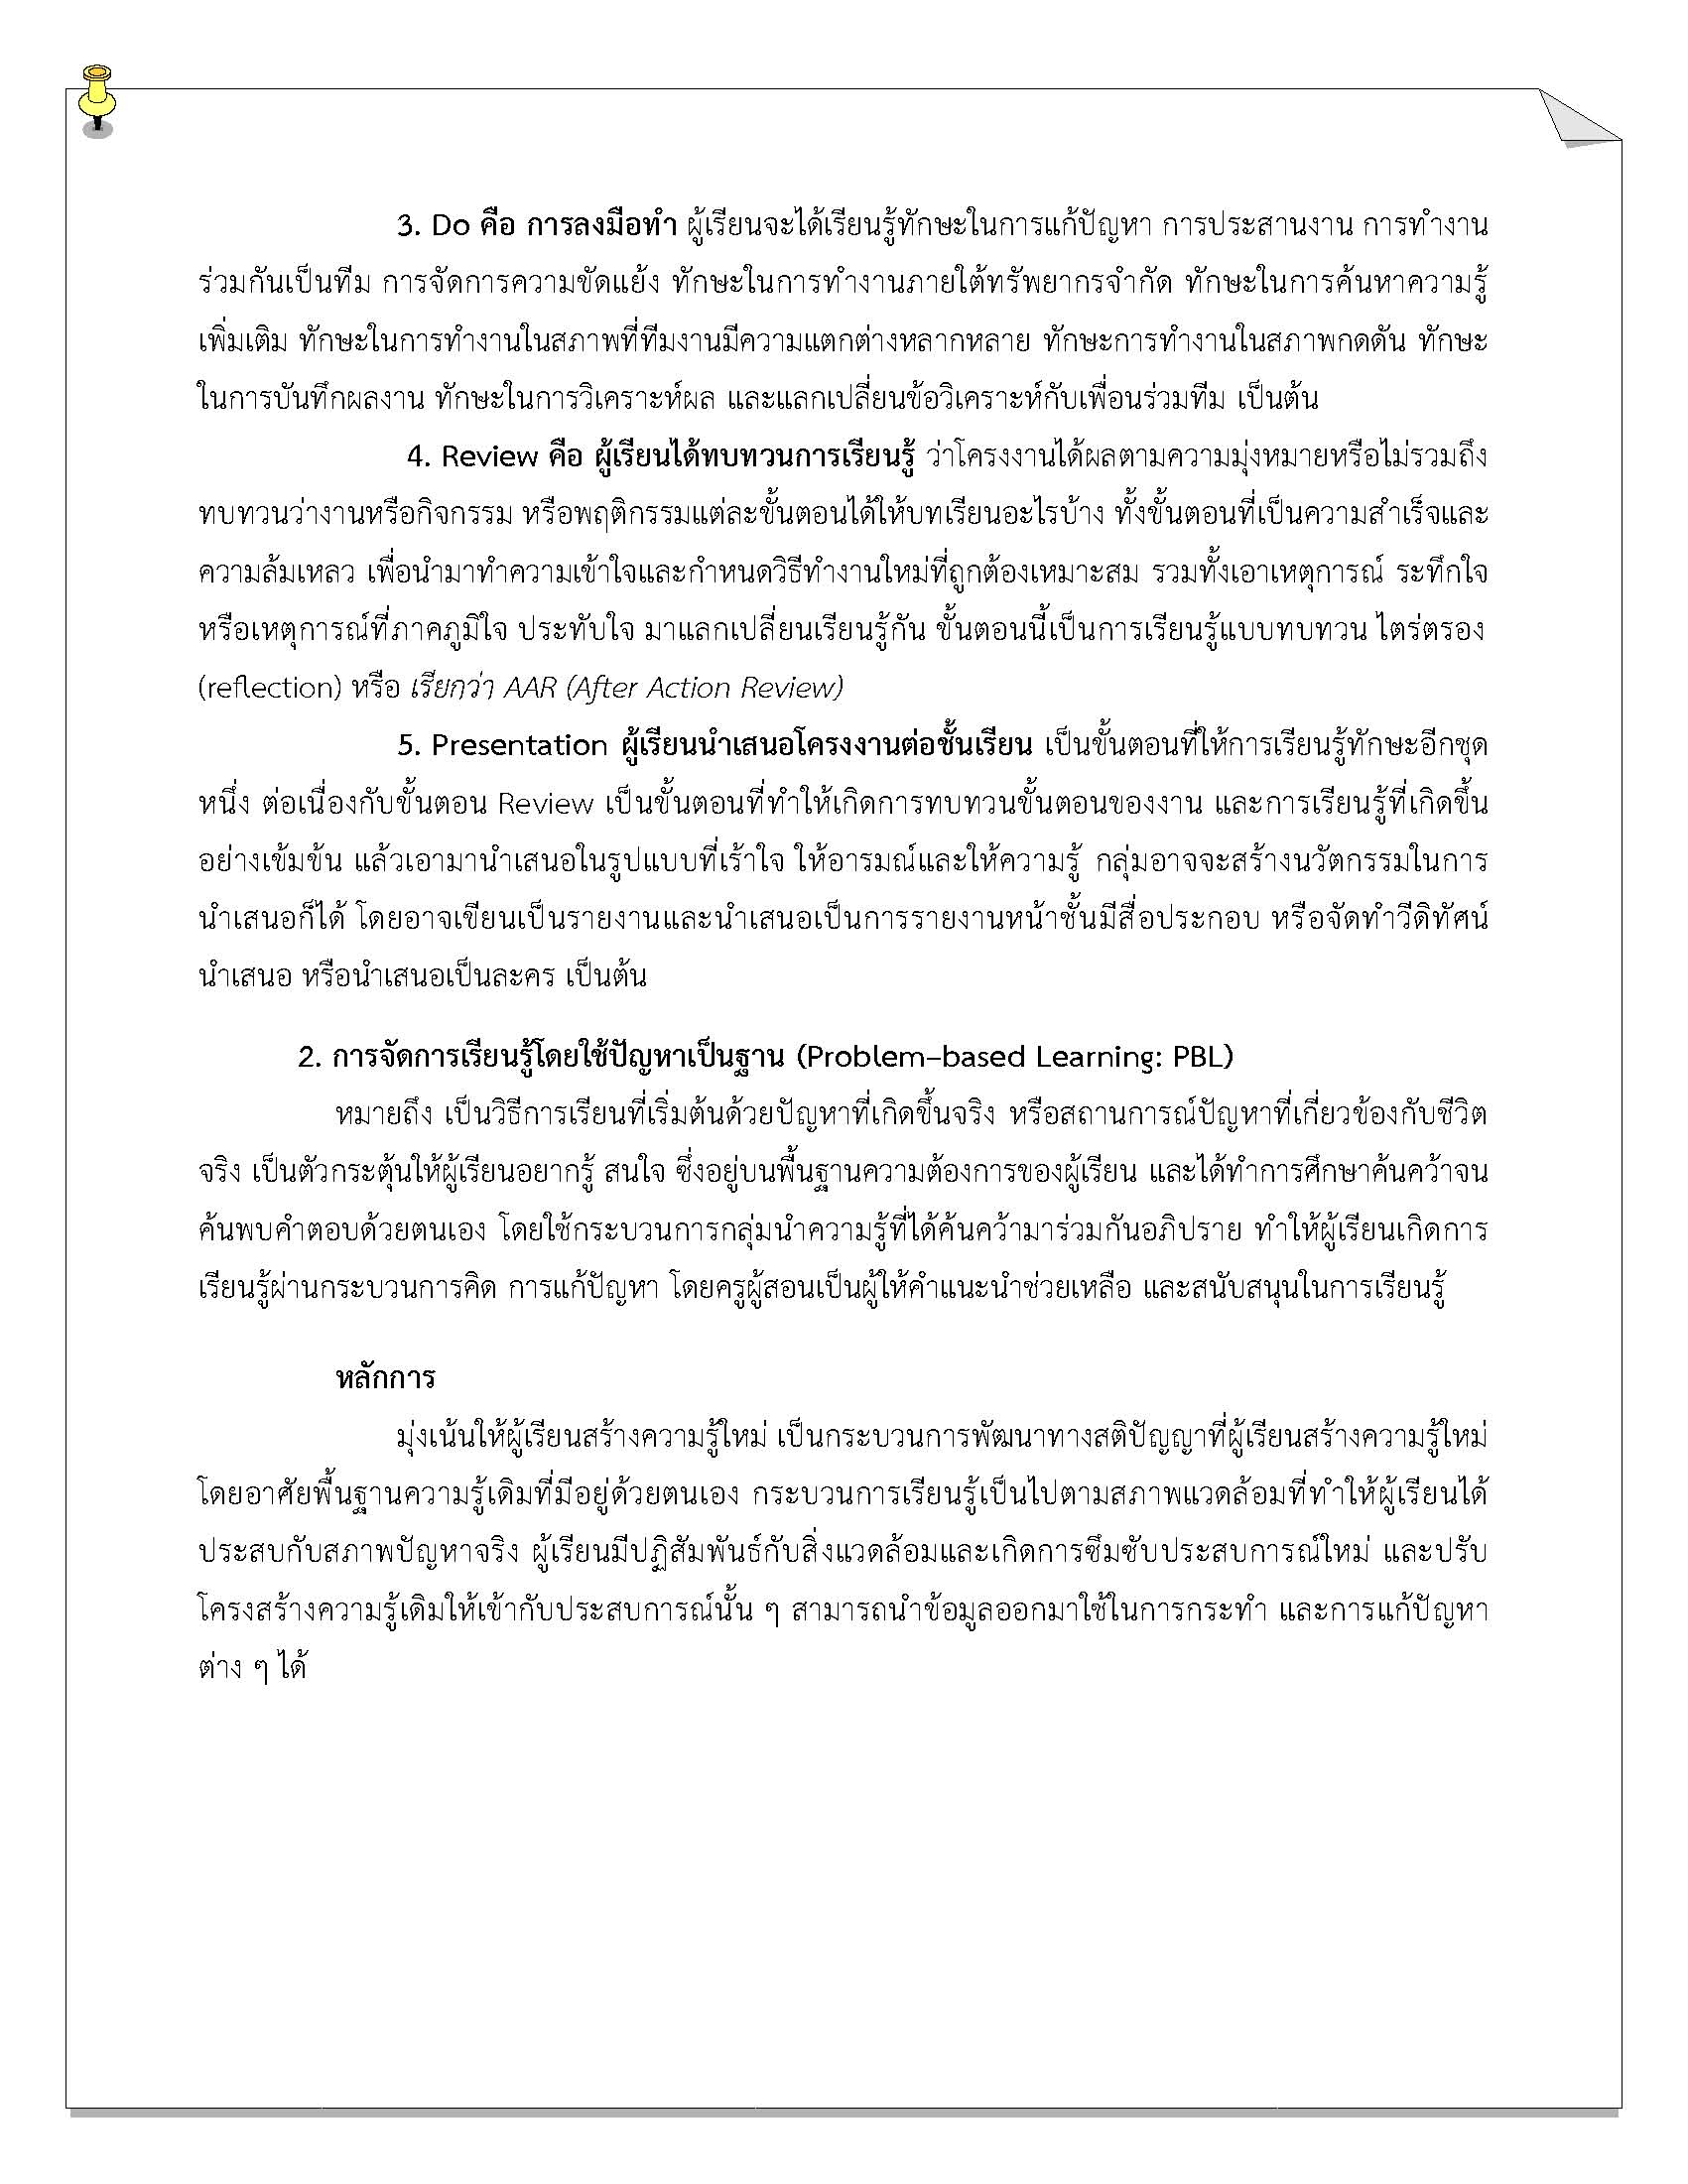 3. Do คือ การลงมือทำ ผู้เรียนจะได้เรียนรู้ทักษะในการแก้ปัญหา การประสานงาน การทำงาน
ร่วมกันเป็นทีม การจัดการความขัดแย้ง ทักษะในการทำงานภายใต้ทรัพยากรจำกัด ทักษะในการค้นหาความรู้
เพิ่มเติม ทักษะในการทำงานในสภาพที่ทีมงานมีความแตกต่างหลากหลาย ทักษะการทำงานในสภาพกดดัน ทักษะ
ในการบันทึกผลงาน ทักษะในการวิเคราะห์ผล และแลกเปลี่ยนข้อวิเคราะห์กับเพื่อนร่วมทีม เป็นต้น
4. Review คือ ผู้เรียนได้ทบทวนการเรียนรู้ ว่าโครงงานได้ผลตามความมุ่งหมายหรือไม่รวมถึง
ทบทวนว่างานหรือกิจกรรม หรือพฤติกรรมแต่ละขั้นตอนได้ให้บทเรียนอะไรบ้าง ทั้งขั้นตอนที่เป็นความสำเร็จและ
ความล้มเหลว เพื่อนำมาทำความเข้าใจและกำหนดวิธีทำงานใหม่ที่ถูกต้องเหมาะสม รวมทั้งเอาเหตุการณ์ ระทึกใจ
หรือเหตุการณ์ที่ภาคภูมิใจ ประทับใจ มาแลกเปลี่ยนเรียนรู้กัน ขั้นตอนนี้เป็นการเรียนรู้แบบทบทวน ไตร่ตรอง
(reflection) หรือ เรียกว่า AAR (After Action Review)
5. Presentation ผู้เรียนนำเสนอโครงงานต่อชั้นเรียน เป็นขั้นตอนที่ให้การเรียนรู้ทักษะอีกชุด
หนึ่ง ต่อเนื่องกับขั้นตอน Review เป็นขั้นตอนที่ทำให้เกิดการทบทวนขั้นตอนของงาน และการเรียนรู้ที่เกิดขึ้น
อย่างเข้มข้น แล้วเอามานำเสนอในรูปแบบที่เร้าใจ ให้อารมณ์และให้ความรู้ กลุ่มอาจจะสร้างนวัตกรรมในการ
นำเสนอก็ได้ โดยอาจเขียนเป็นรายงานและนำเสนอเป็นการรายงานหน้าชั้นมีสื่อประกอบ หรือจัดทำวีดิทัศน์
นำเสนอ หรือนำเสนอเป็นละคร เป็นต้น
2. การจัดการเรียนรู้โดยใช้ปัญหาเป็นฐาน (Problem–based Learning: PBL)
หมายถึง เป็นวิธีการเรียนที่เริ่มต้นด้วยปัญหาที่เกิดขึ้นจริง หรือสถานการณ์ปัญหาที่เกี่ยวข้องกับชีวิต
จริง เป็นตัวกระตุ้นให้ผู้เรียนอยากรู้ สนใจ ซึ่งอยู่บนพื้นฐานความต้องการของผู้เรียน และได้ทำการศึกษาค้นคว้าจน
ค้นพบคำตอบด้วยตนเอง โดยใช้กระบวนการกลุ่มนำความรู้ที่ได้ค้นคว้ามาร่วมกันอภิปราย ทำให้ผู้เรียนเกิดการ
เรียนรู้ผ่านกระบวนการคิด การแก้ปัญหา โดยครูผู้สอนเป็นผู้ให้คำแนะนำช่วยเหลือ และสนับสนุนในการเรียนรู้
หลักการ
มุ่งเน้นให้ผู้เรียนสร้างความรู้ใหม่ เป็นกระบวนการพัฒนาทางสติปัญญาที่ผู้เรียนสร้างความรู้ใหม่
โดยอาศัยพื้นฐานความรู้เดิมที่มีอยู่ด้วยตนเอง กระบวนการเรียนรู้เป็นไปตามสภาพแวดล้อมที่ทำให้ผู้เรียนได้
ประสบกับสภาพปัญหาจริง ผู้เรียนมีปฏิสัมพันธ์กับสิ่งแวดล้อมและเกิดการซึมซับประสบการณ์ใหม่ และปรับ
โครงสร้างความรู้เดิมให้เข้ากับประสบการณ์นั้น ๆ สามารถนำข้อมูลออกมาใช้ในการกระทำ และการแก้ปัญหา
ต่าง ๆ ได้